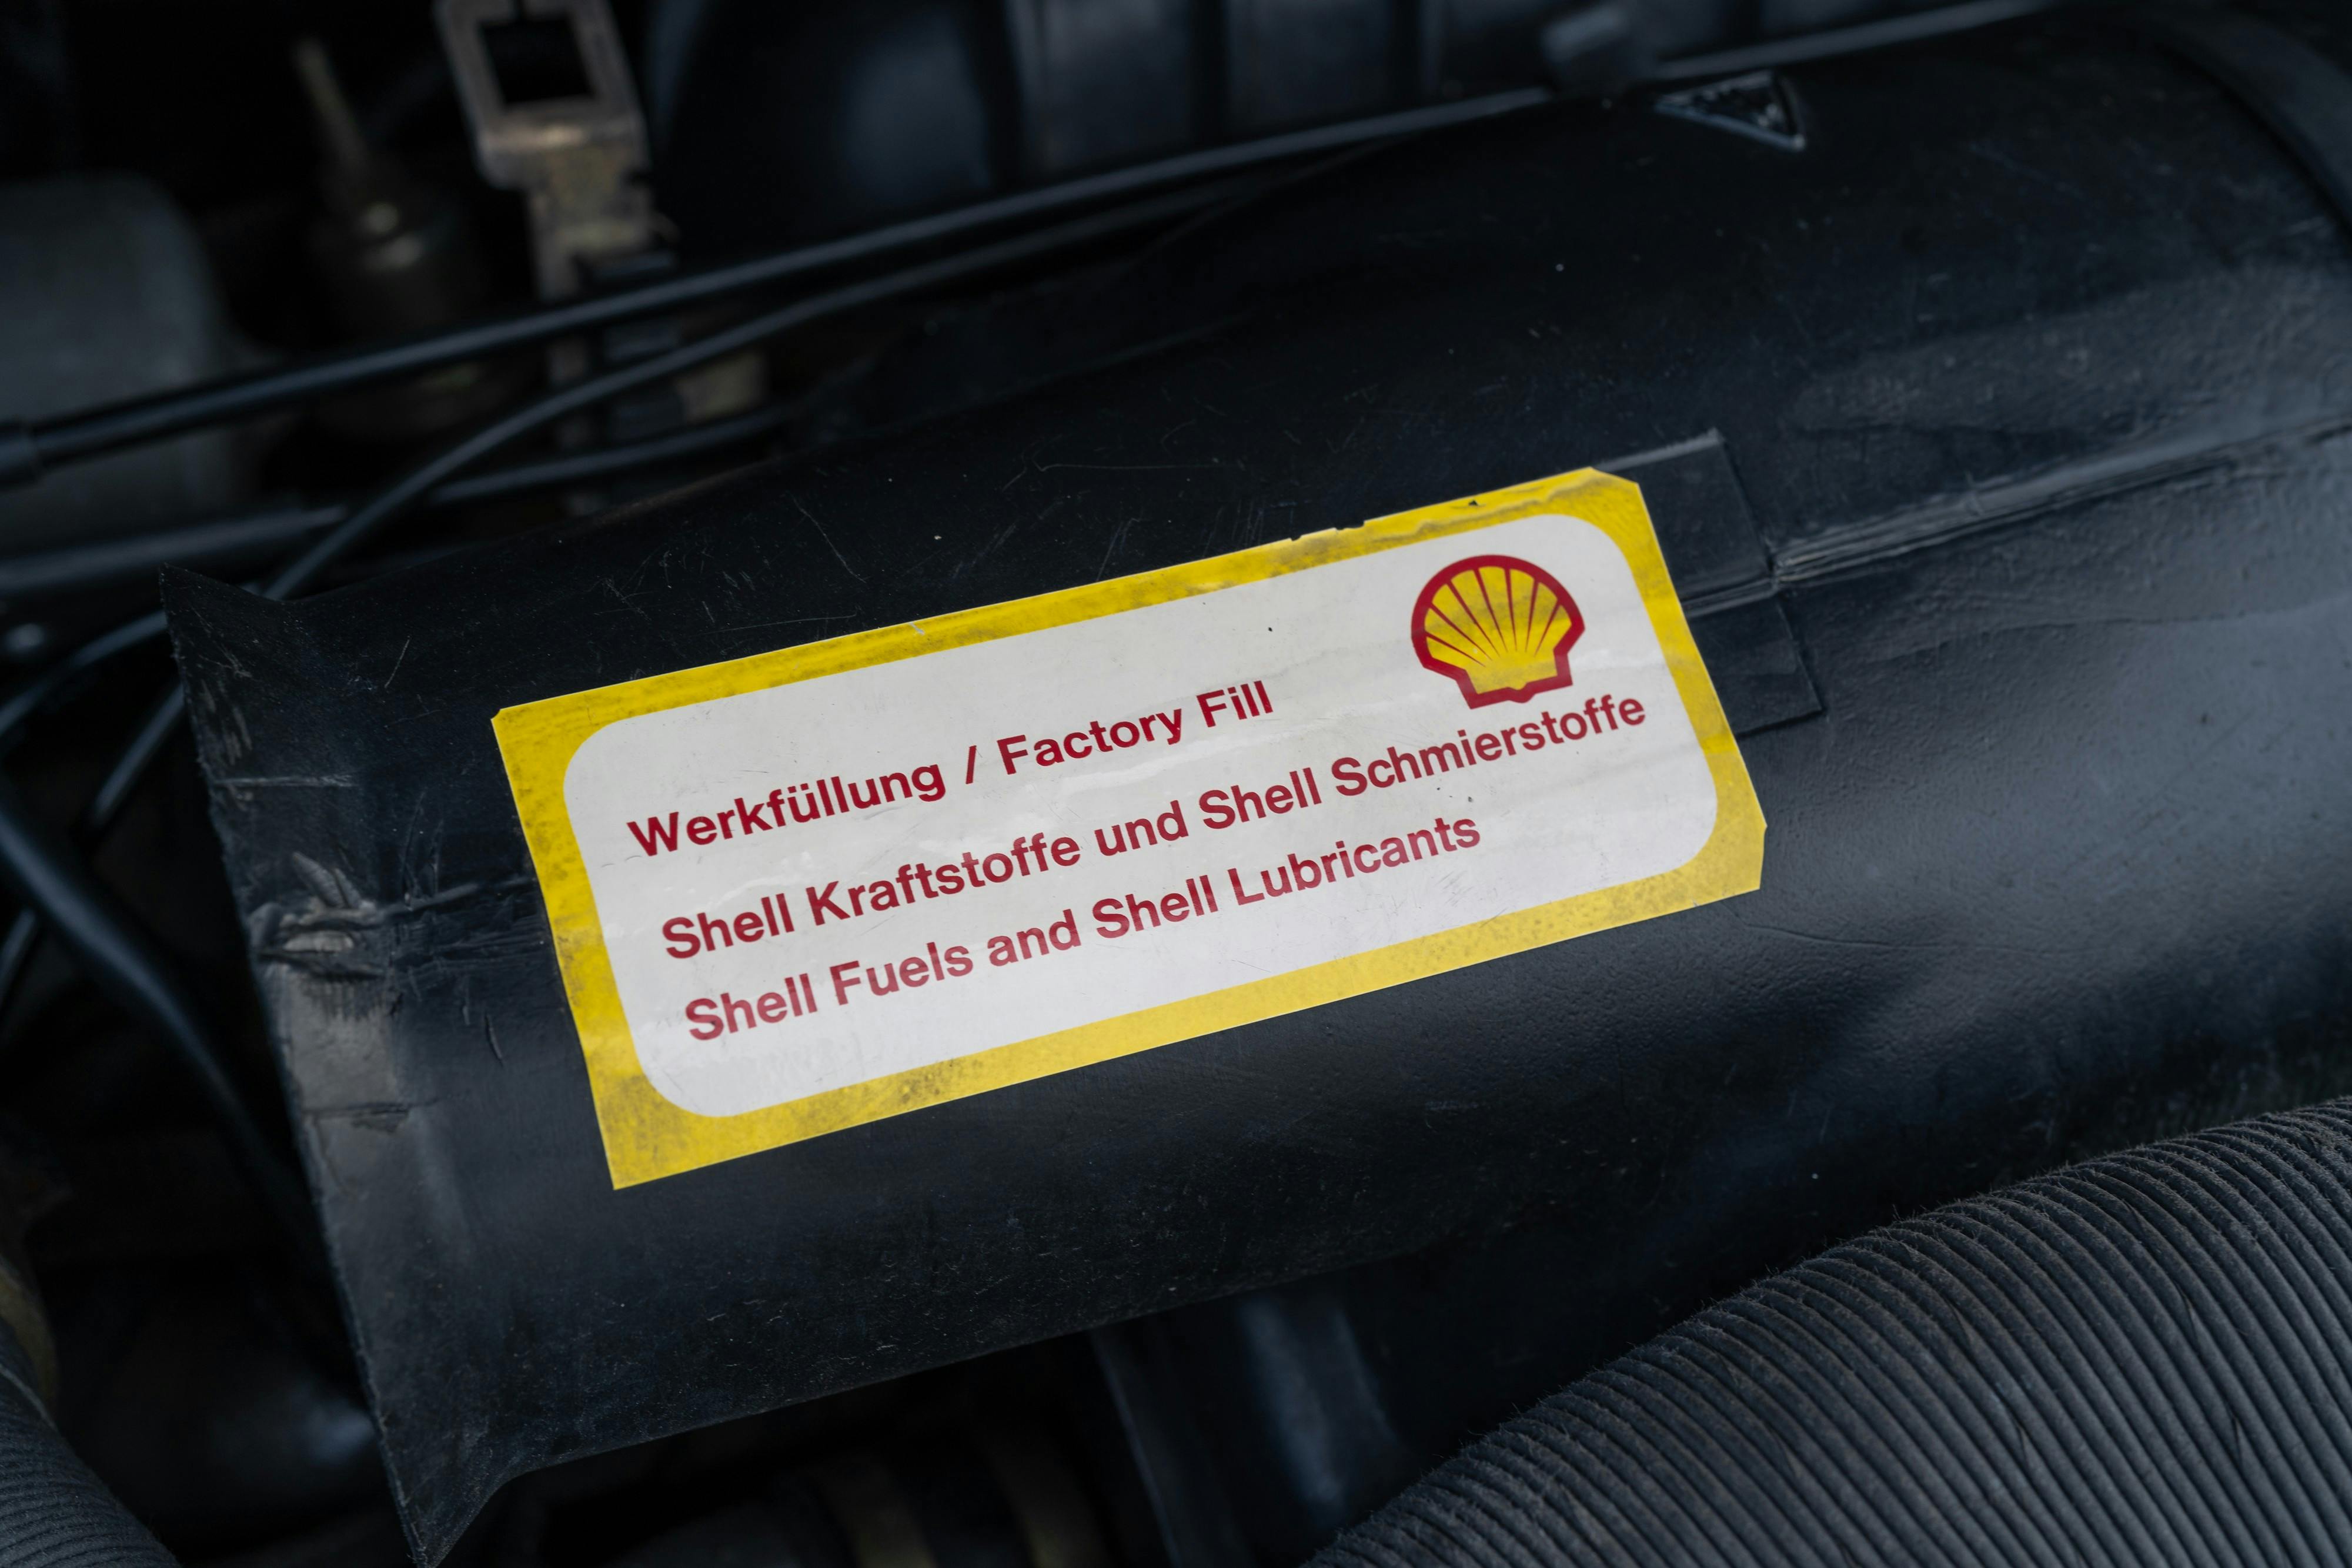 Werkfüllung / Factory Fill
Shell Kraftstoffe und Shell Schmierstoffe
Shell Fuels and Shell Lubricants